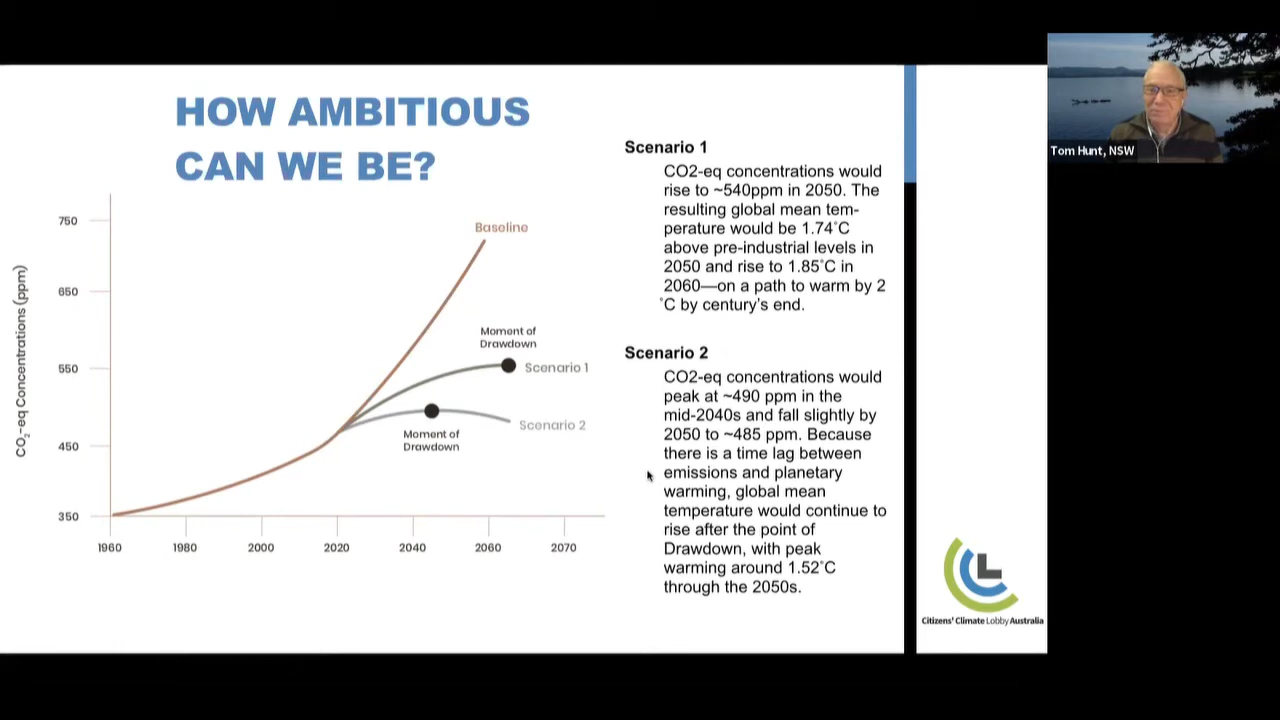 HOW AMBITIOUS
CAN WE BE?
CO2-eq Concentrations (ppm)
750
650
550
450
350
1960
1980
2000
2020
2040
2060
2070
Baseline
Moment of
Drawdown
Scenario 1
Scenario 2
Moment of
Drawdown
Scenario 1
CO2-eq concentrations would
rise to ~540ppm in 2050. The
resulting global mean tem-
perature would be 1.74˚C
above pre-industrial levels in
2050 and rise to 1.85˚C in
2060—on a path to warm by 2
˚C by century’s end.
Scenario 2
CO2-eq concentrations would
peak at ~490 ppm in the
mid-2040s and fall slightly by
2050 to ~485 ppm. Because
there is a time lag between
emissions and planetary
warming, global mean
temperature would continue to
rise after the point of
Drawdown, with peak
warming around 1.52˚C
through the 2050s.
Tom Hunt, NSW
CCL
Citizens' Climate Lobby Australia